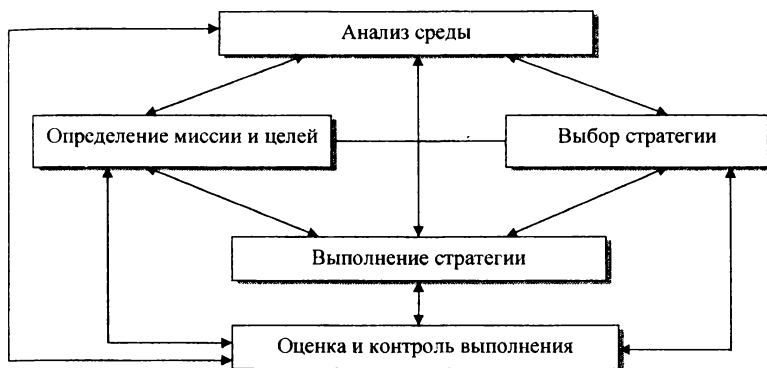 Анализ среды
Определение миссии и целей
Выбор стратегии
Выполнение стратегии
Оценка и контроль выполнения